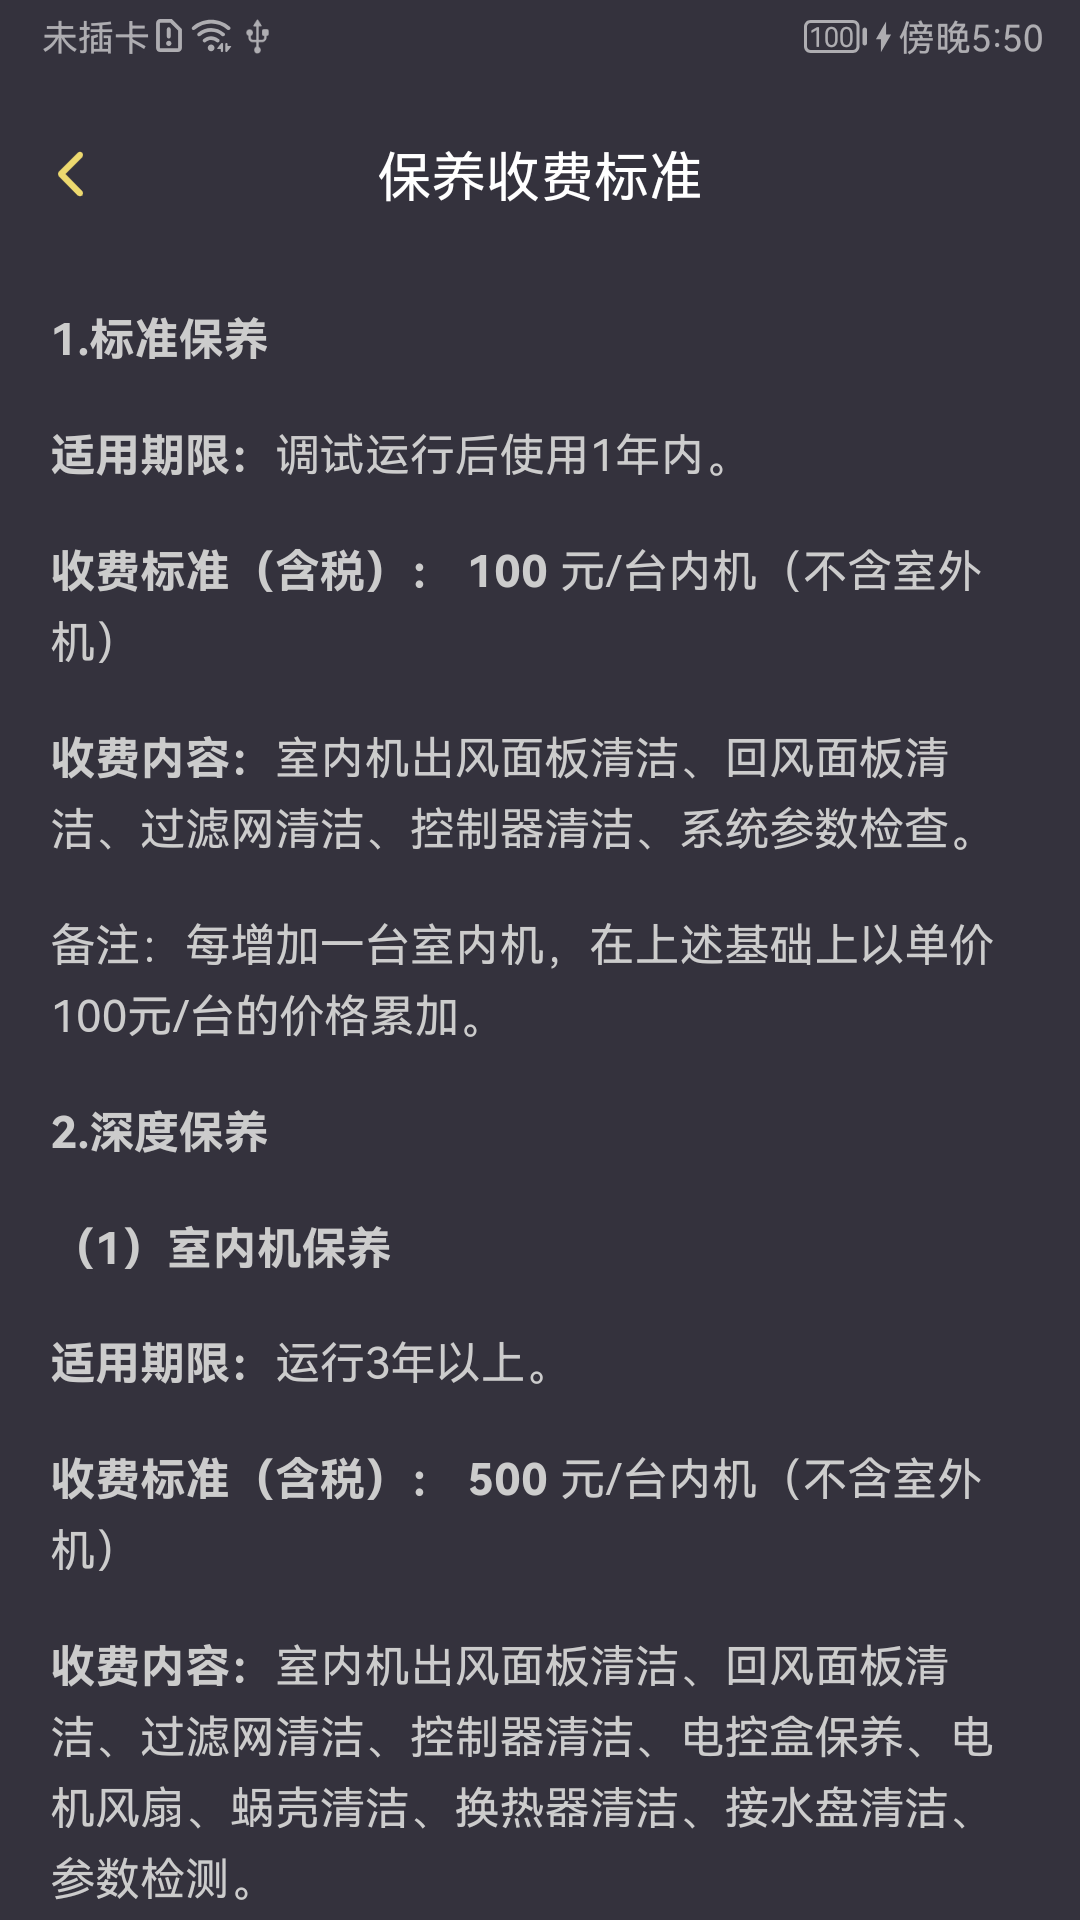 未插卡
100 傍晚5:50
保养收费标准
1.标准保养
适用期限：调试运行后使用1年内。
收费标准（含税）： 100 元/台内机（不含室外
机）
收费内容：室内机出风面板清洁、回风面板清
洁、过滤网清洁、控制器清洁、系统参数检查。
备注：每增加一台室内机，在上述基础上以单价
100元/台的价格累加。
2.深度保养
（1）室内机保养
适用期限：运行3年以上。
收费标准（含税）： 500 元/台内机（不含室外
机）
收费内容：室内机出风面板清洁、回风面板清
洁、过滤网清洁、控制器清洁、电控盒保养、电
机风扇、蜗壳清洁、换热器清洁、接水盘清洁、
参数检测。